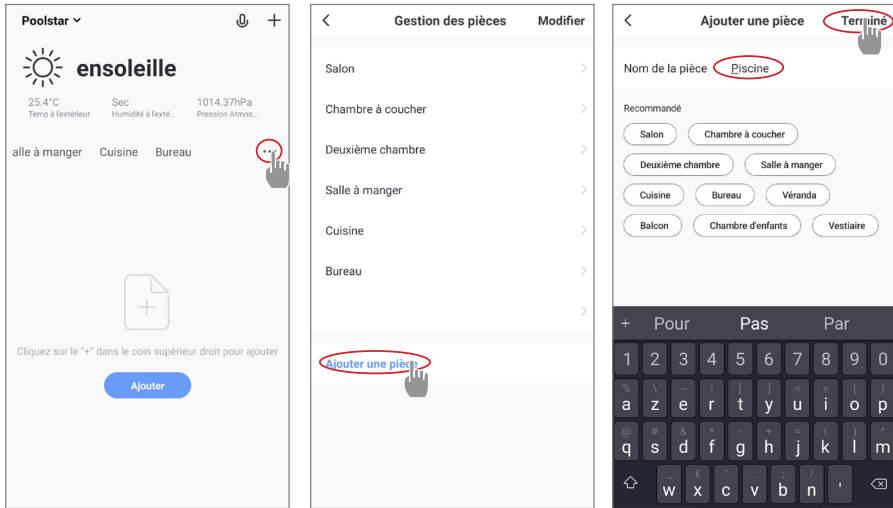 Poolstar
ensoleille
25.4°C Sec 1014.37hPa
Temp à l'extérieur Humidité à l'exté... Pression Atmos...
alle à manger Cuisine Bureau ...
Cliquez sur le "+" dans le coin supérieur droit pour ajouter
Ajouter
Gestion des pièces Modifier
Salon
Chambre à coucher
Deuxième chambre
Salle à manger
Cuisine
Bureau
Ajouter une pièce
Ajouter une pièce Terminé
Nom de la pièce Piscine
Recommandé
Salon Chambre à coucher
Deuxième chambre Salle à manger
Cuisine Bureau Véranda
Balcon Chambre d'enfants Vestiaire
+ Pour Pas Par
1 2 3 4 5 6 7 8 9 0
% \ ~ | [ ] < > { }
a z e r t y u i o p
@ # & * - + = ( ) ^
q s d f g h j k l m
_ € " ' : ; /
w x c v b n '